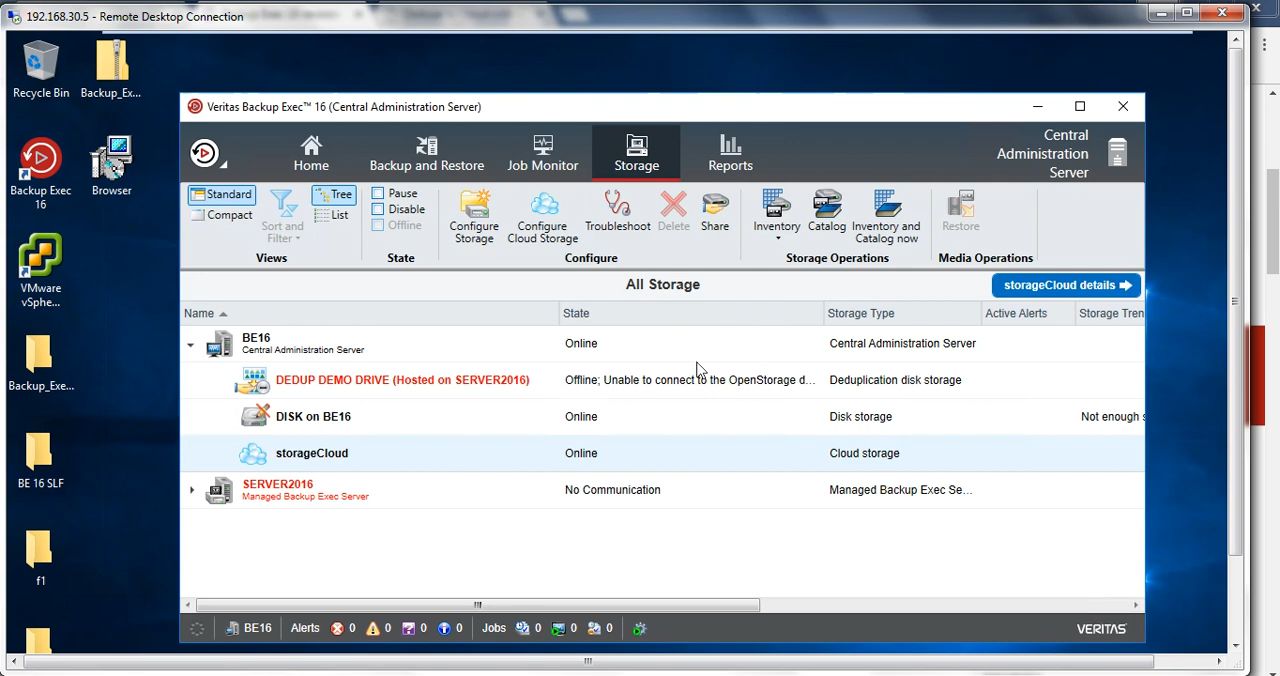 192.168.30.5 - Remote Desktop Connection
Recycle Bin
Backup_Ex...
Backup Exec
16
Browser
VMware
vSphe...
Backup_Exe...
BE 16 SLF
f1
Veritas Backup Exec™ 16 (Central Administration Server)
Home
Backup and Restore
Job Monitor
Storage
Reports
Central
Administration
Server
Standard
Compact
Sort and
Filter
Tree
List
Views
Pause
Disable
Offline
State
Configure
Storage
Configure
Cloud Storage
Troubleshoot
Delete
Share
Configure
Inventory
Catalog
Inventory and
Catalog now
Storage Operations
Restore
Media Operations
All Storage
storageCloud details
Name
State
Storage Type
Active Alerts
Storage Tren
BE16
Central Administration Server
Online
Central Administration Server
DEDUP DEMO DRIVE (Hosted on SERVER2016)
Offline; Unable to connect to the OpenStorage d...
Deduplication disk storage
DISK on BE16
Online
Disk storage
Not enough s
storageCloud
Online
Cloud storage
SERVER2016
Managed Backup Exec Server
No Communication
Managed Backup Exec Se...
BE16
Alerts
0
0
0
0
Jobs
0
0
0
VERITAS